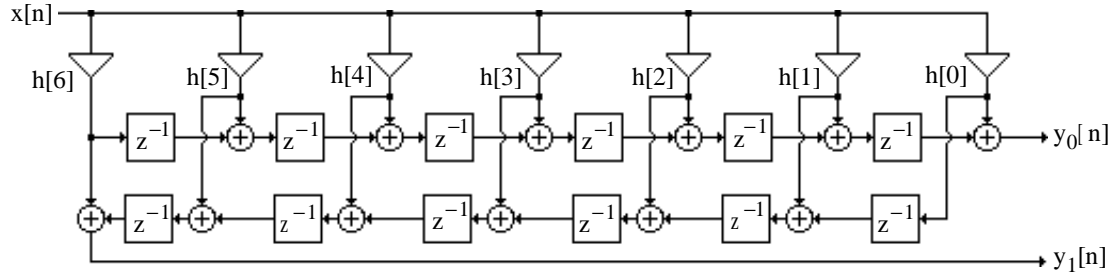 x[n]
h[6] h[5] h[4] h[3] h[2] h[1] h[0]
z⁻¹ z⁻¹ z⁻¹ z⁻¹ z⁻¹ z⁻¹ y₀[n]
z⁻¹ z⁻¹ z⁻¹ z⁻¹ z⁻¹ z⁻¹
y₁[n]